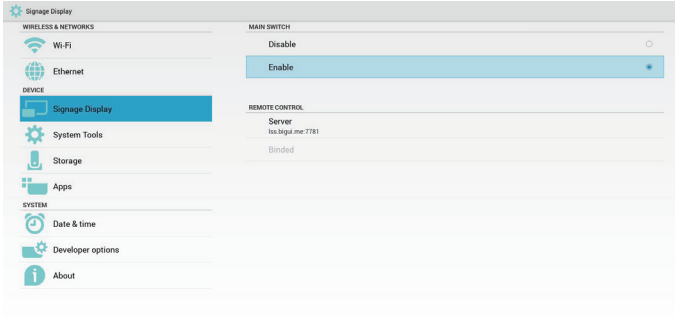 Signage Display
WIRELESS & NETWORKS
Wi-Fi
Ethernet
DEVICE
Signage Display
System Tools
Storage
Apps
SYSTEM
Date & time
Developer options
About
MAIN SWITCH
Disable
Enable
REMOTE CONTROL
Server
lss.bigui.me:7781
Binded